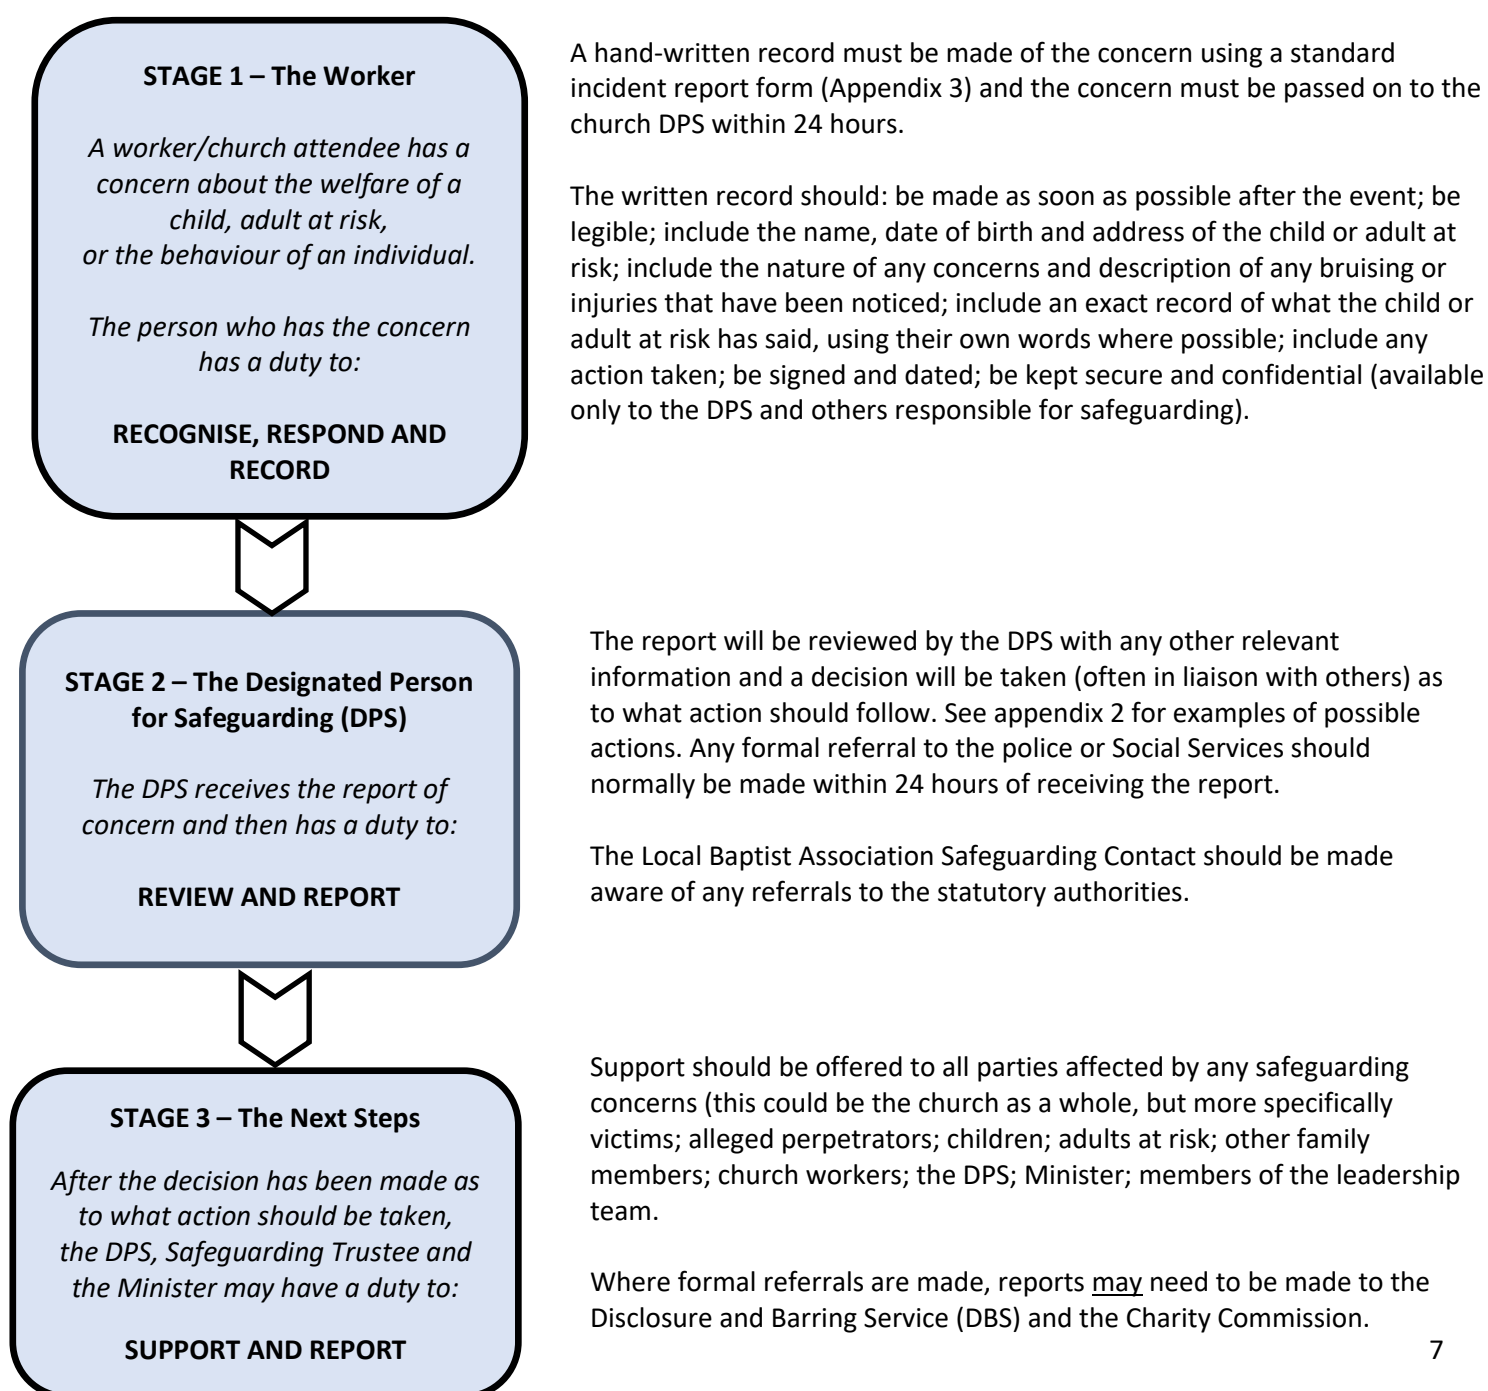 STAGE 1 – The Worker
A worker/church attendee has a
concern about the welfare of a
child, adult at risk,
or the behaviour of an individual.
The person who has the concern
has a duty to:
RECOGNISE, RESPOND AND
RECORD
A hand-written record must be made of the concern using a standard
incident report form (Appendix 3) and the concern must be passed on to the
church DPS within 24 hours.
The written record should: be made as soon as possible after the event; be
legible; include the name, date of birth and address of the child or adult at
risk; include the nature of any concerns and description of any bruising or
injuries that have been noticed; include an exact record of what the child or
adult at risk has said, using their own words where possible; include any
action taken; be signed and dated; be kept secure and confidential (available
only to the DPS and others responsible for safeguarding).
STAGE 2 – The Designated Person
for Safeguarding (DPS)
The DPS receives the report of
concern and then has a duty to:
REVIEW AND REPORT
The report will be reviewed by the DPS with any other relevant
information and a decision will be taken (often in liaison with others) as
to what action should follow. See appendix 2 for examples of possible
actions. Any formal referral to the police or Social Services should
normally be made within 24 hours of receiving the report.
The Local Baptist Association Safeguarding Contact should be made
aware of any referrals to the statutory authorities.
STAGE 3 – The Next Steps
After the decision has been made as
to what action should be taken,
the DPS, Safeguarding Trustee and
the Minister may have a duty to:
SUPPORT AND REPORT
Support should be offered to all parties affected by any safeguarding
concerns (this could be the church as a whole, but more specifically
victims; alleged perpetrators; children; adults at risk; other family
members; church workers; the DPS; Minister; members of the leadership
team.
Where formal referrals are made, reports may need to be made to the
Disclosure and Barring Service (DBS) and the Charity Commission.
7